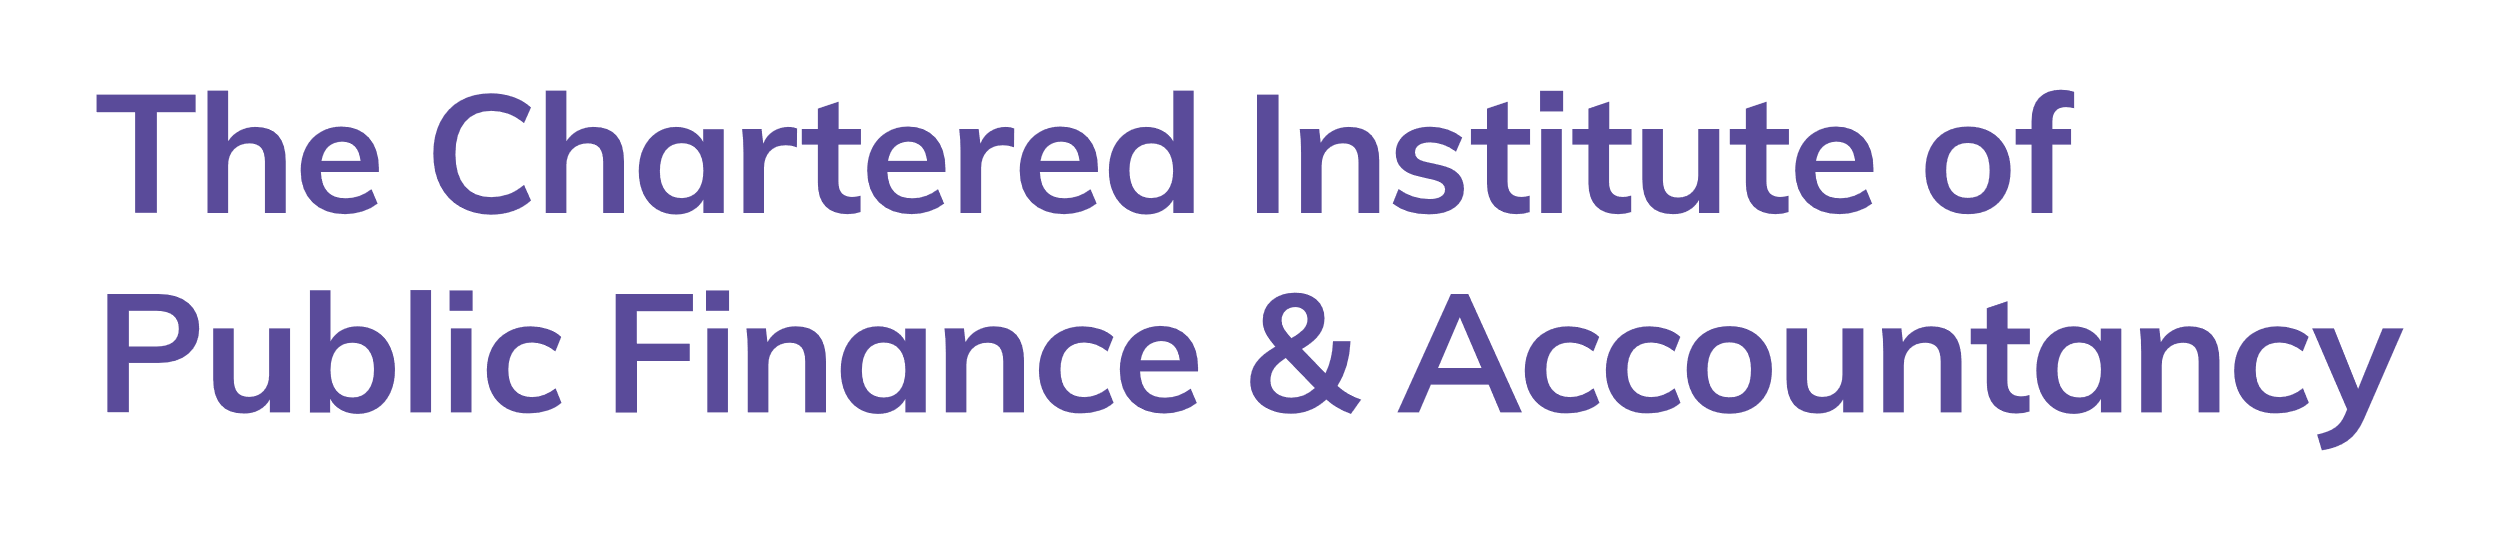 The Chartered Institute of
Public Finance & Accountancy